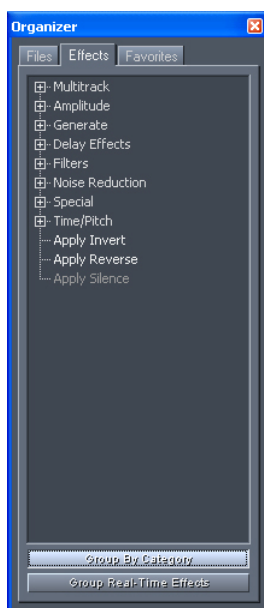 Organizer
Files Effects Favorites
Multitrack
Amplitude
Generate
Delay Effects
Filters
Noise Reduction
Special
Time/Pitch
Apply Invert
Apply Reverse
Apply Silence
Group By Category
Group Real-Time Effects